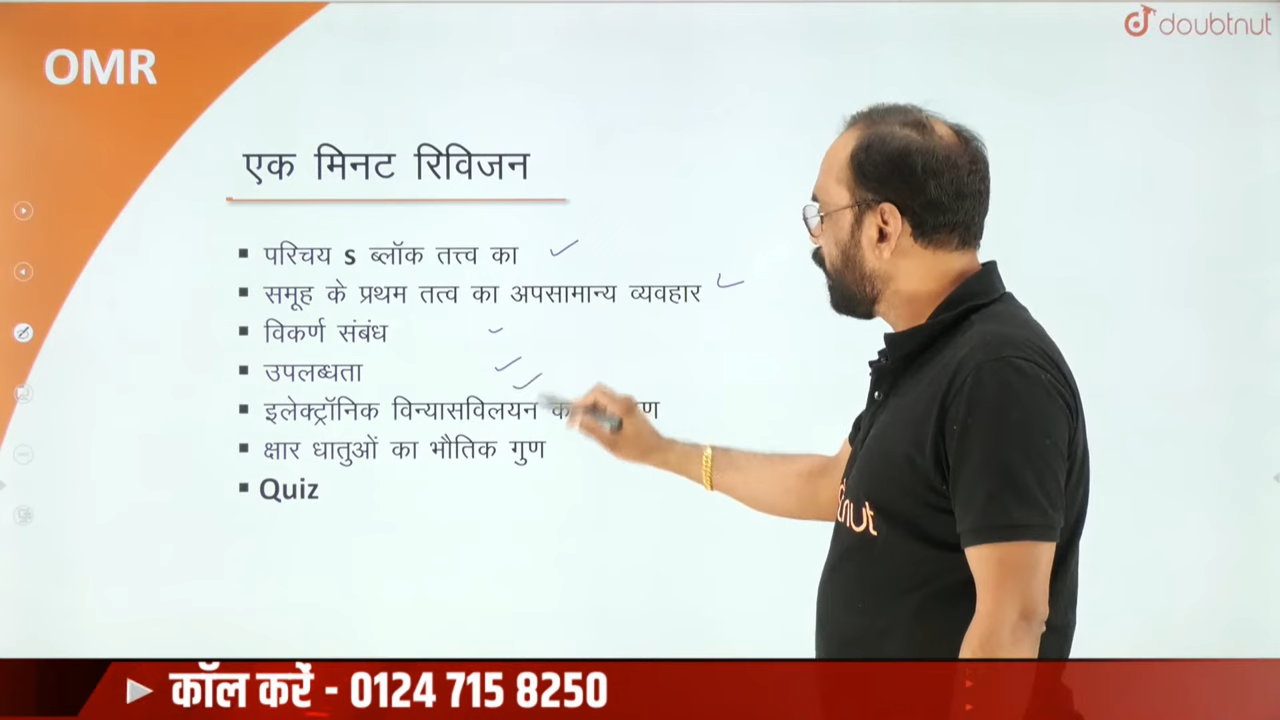 OMR
doubtnut
एक मिनट रिविजन
▪ परिचय s ब्लॉक तत्त्व का
▪ समूह के प्रथम तत्व का अपसामान्य व्यवहार
▪ विकर्ण संबंध
▪ उपलब्धता
▪ इलेक्ट्रॉनिक विन्यासविलयन
▪ क्षार धातुओं का भौतिक गुण
▪ Quiz
कॉल करें - 0124 715 8250